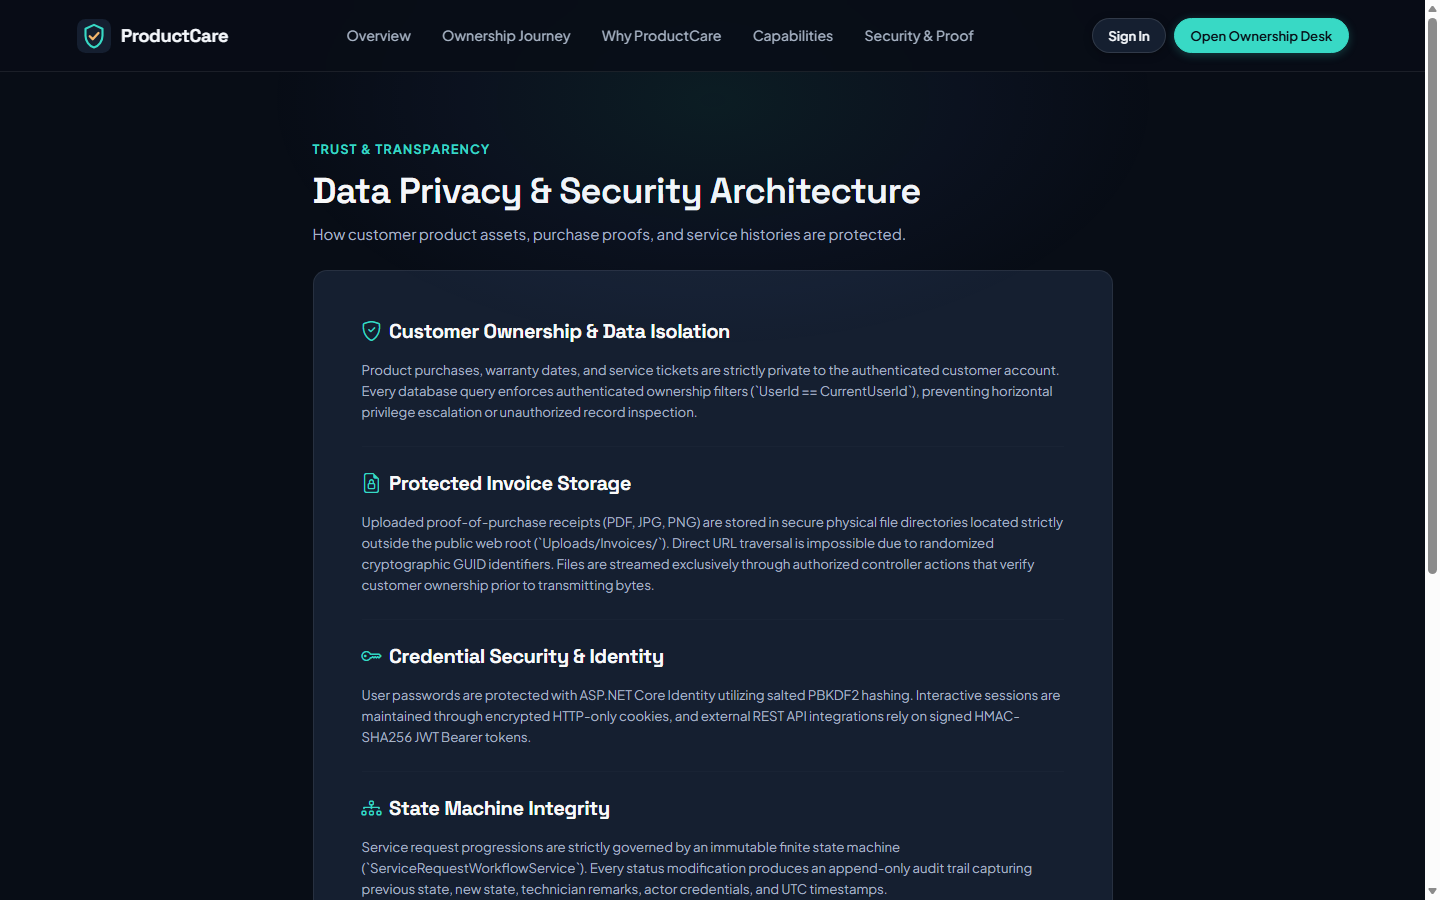 ProductCare
Overview
Ownership Journey
Why ProductCare
Capabilities
Security & Proof
Sign In
Open Ownership Desk
TRUST & TRANSPARENCY
Data Privacy & Security Architecture
How customer product assets, purchase proofs, and service histories are protected.
Customer Ownership & Data Isolation
Product purchases, warranty dates, and service tickets are strictly private to the authenticated customer account.
Every database query enforces authenticated ownership filters (`UserId == CurrentUserId`), preventing horizontal
privilege escalation or unauthorized record inspection.
Protected Invoice Storage
Uploaded proof-of-purchase receipts (PDF, JPG, PNG) are stored in secure physical file directories located strictly
outside the public web root (`Uploads/Invoices/`). Direct URL traversal is impossible due to randomized
cryptographic GUID identifiers. Files are streamed exclusively through authorized controller actions that verify
customer ownership prior to transmitting bytes.
Credential Security & Identity
User passwords are protected with ASP.NET Core Identity utilizing salted PBKDF2 hashing. Interactive sessions are
maintained through encrypted HTTP-only cookies, and external REST API integrations rely on signed HMAC-
SHA256 JWT Bearer tokens.
State Machine Integrity
Service request progressions are strictly governed by an immutable finite state machine
(`ServiceRequestWorkflowService`). Every status modification produces an append-only audit trail capturing
previous state, new state, technician remarks, actor credentials, and UTC timestamps.